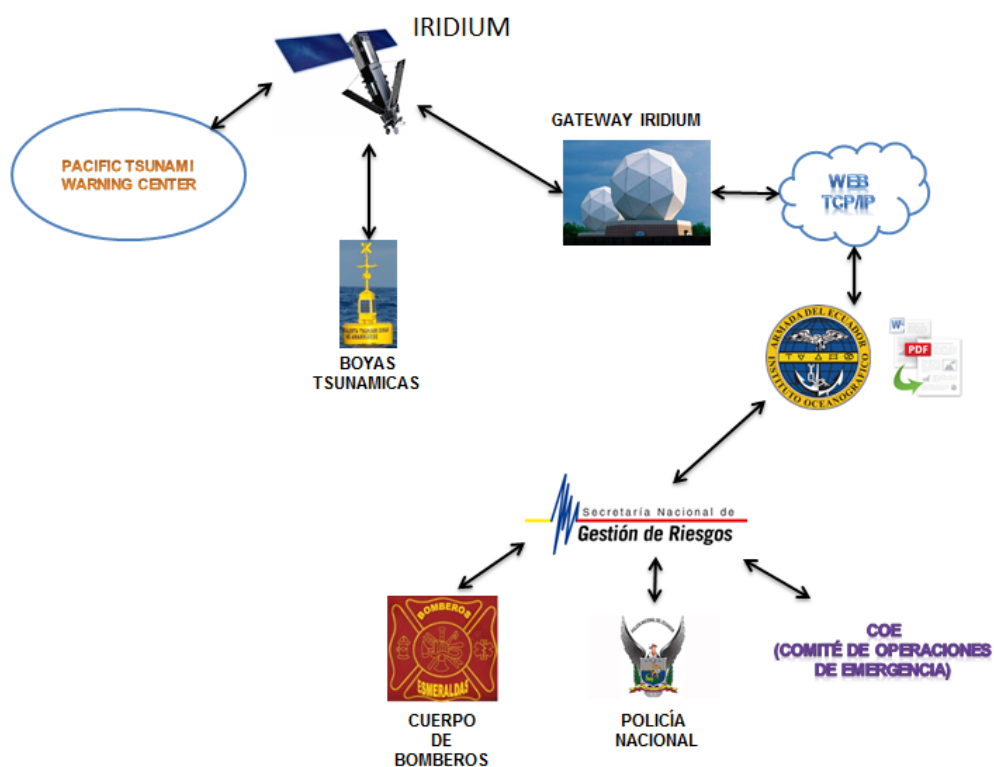 IRIDIUM
GATEWAY IRIDIUM
PACIFIC TSUNAMI
WARNING CENTER
WEB
TCP/IP
BOYAS
TSUNAMICAS
ARMADA DEL ECUADOR
INSTITUTO OCEANOGRÁFICO
W
PDF
Secretaría Nacional de
Gestión de Riesgos
BOMBEROS
ESMERALDAS
CUERPO
DE
BOMBEROS
POLICÍA
NACIONAL
COE
(COMITÉ DE OPERACIONES
DE EMERGENCIA)